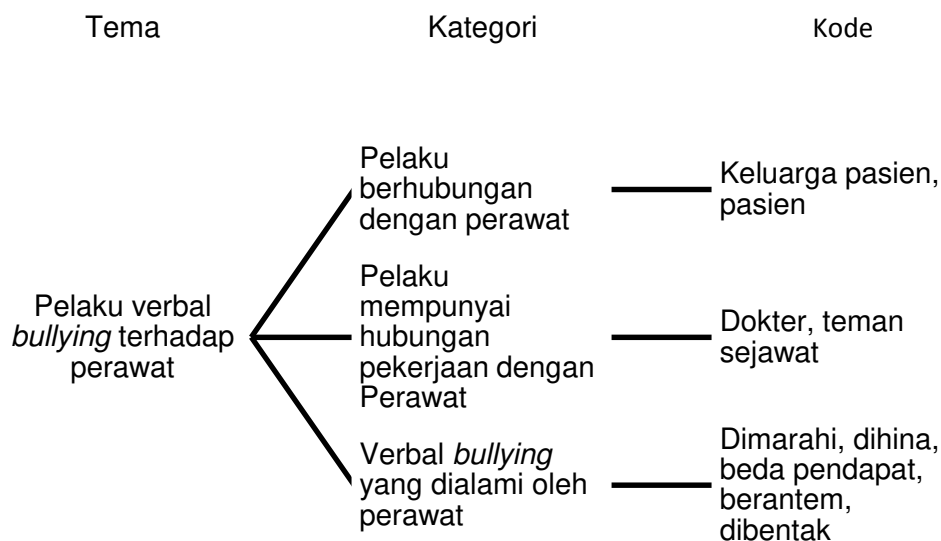 Tema
Kategori
Kode
Pelaku verbal
bullying terhadap
perawat
Pelaku
berhubungan
dengan perawat
Keluarga pasien,
pasien
Pelaku
mempunyai
hubungan
pekerjaan dengan
Perawat
Dokter, teman
sejawat
Verbal bullying
yang dialami oleh
perawat
Dimarahi, dihina,
beda pendapat,
berantem,
dibentak